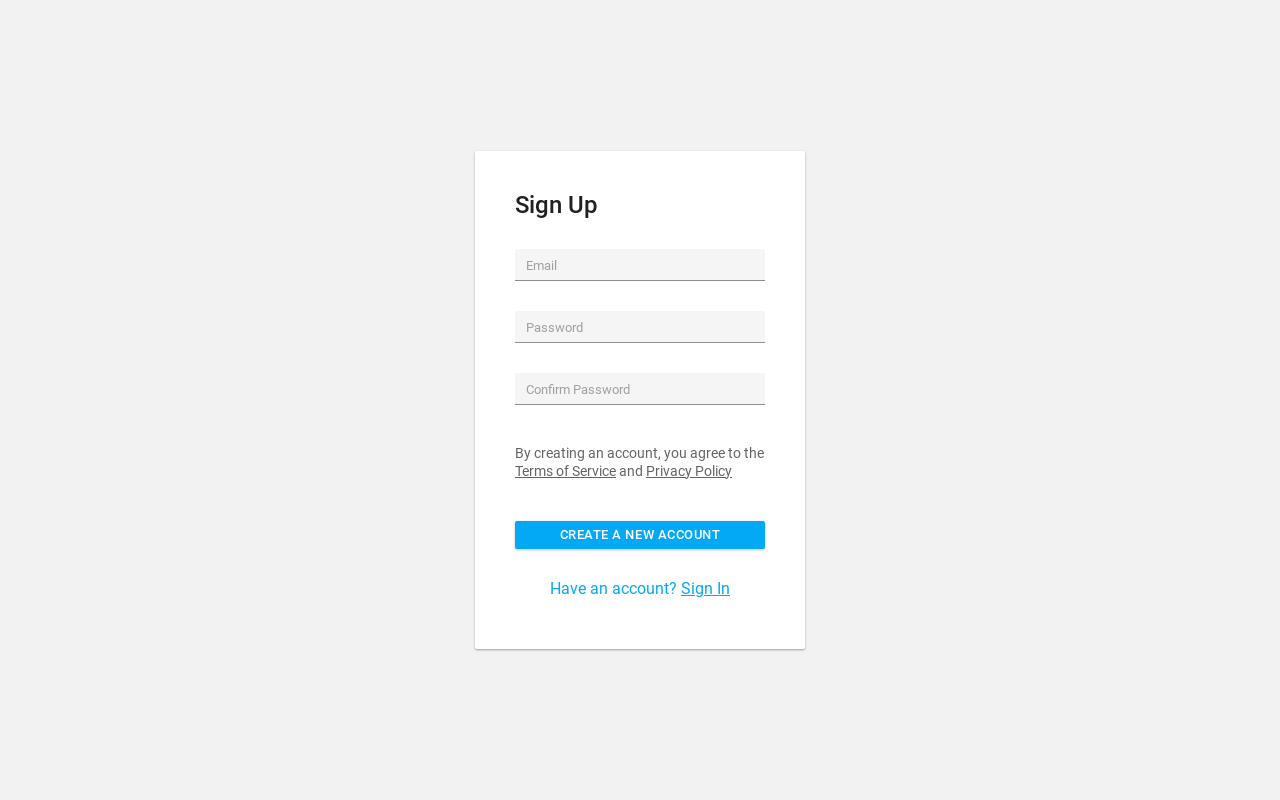 Sign Up
Email
Password
Confirm Password
By creating an account, you agree to the
Terms of Service and Privacy Policy
CREATE A NEW ACCOUNT
Have an account? Sign In